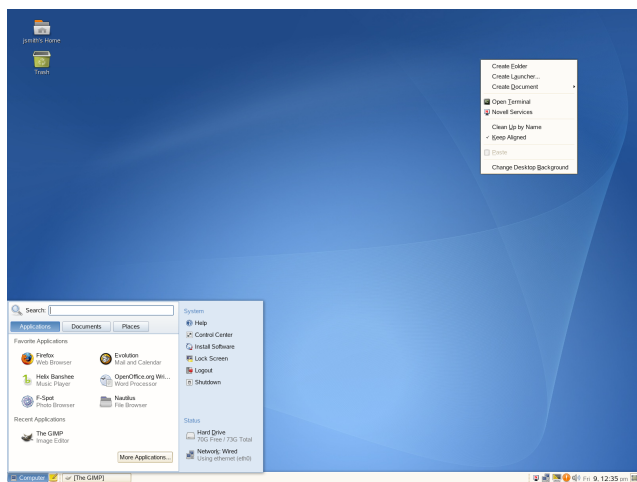 jsmith's Home
Trash
Create Folder
Create Launcher...
Create Document
Open Terminal
Novell Services
Clean Up by Name
Keep Aligned
Paste
Change Desktop Background
Search:
Applications
Documents
Places
Favorite Applications
Firefox
Web Browser
Evolution
Mail and Calendar
Helix Banshee
Music Player
OpenOffice.org Wri...
Word Processor
F-Spot
Photo Browser
Nautilus
File Browser
Recent Applications
The GIMP
Image Editor
More Applications...
System
Help
Control Center
Install Software
Lock Screen
Logout
Shutdown
Status
Hard Drive
70G Free / 73G Total
Network: Wired
Using ethernet (eth0)
Computer
[The GIMP]
Fri 9, 12:35 pm